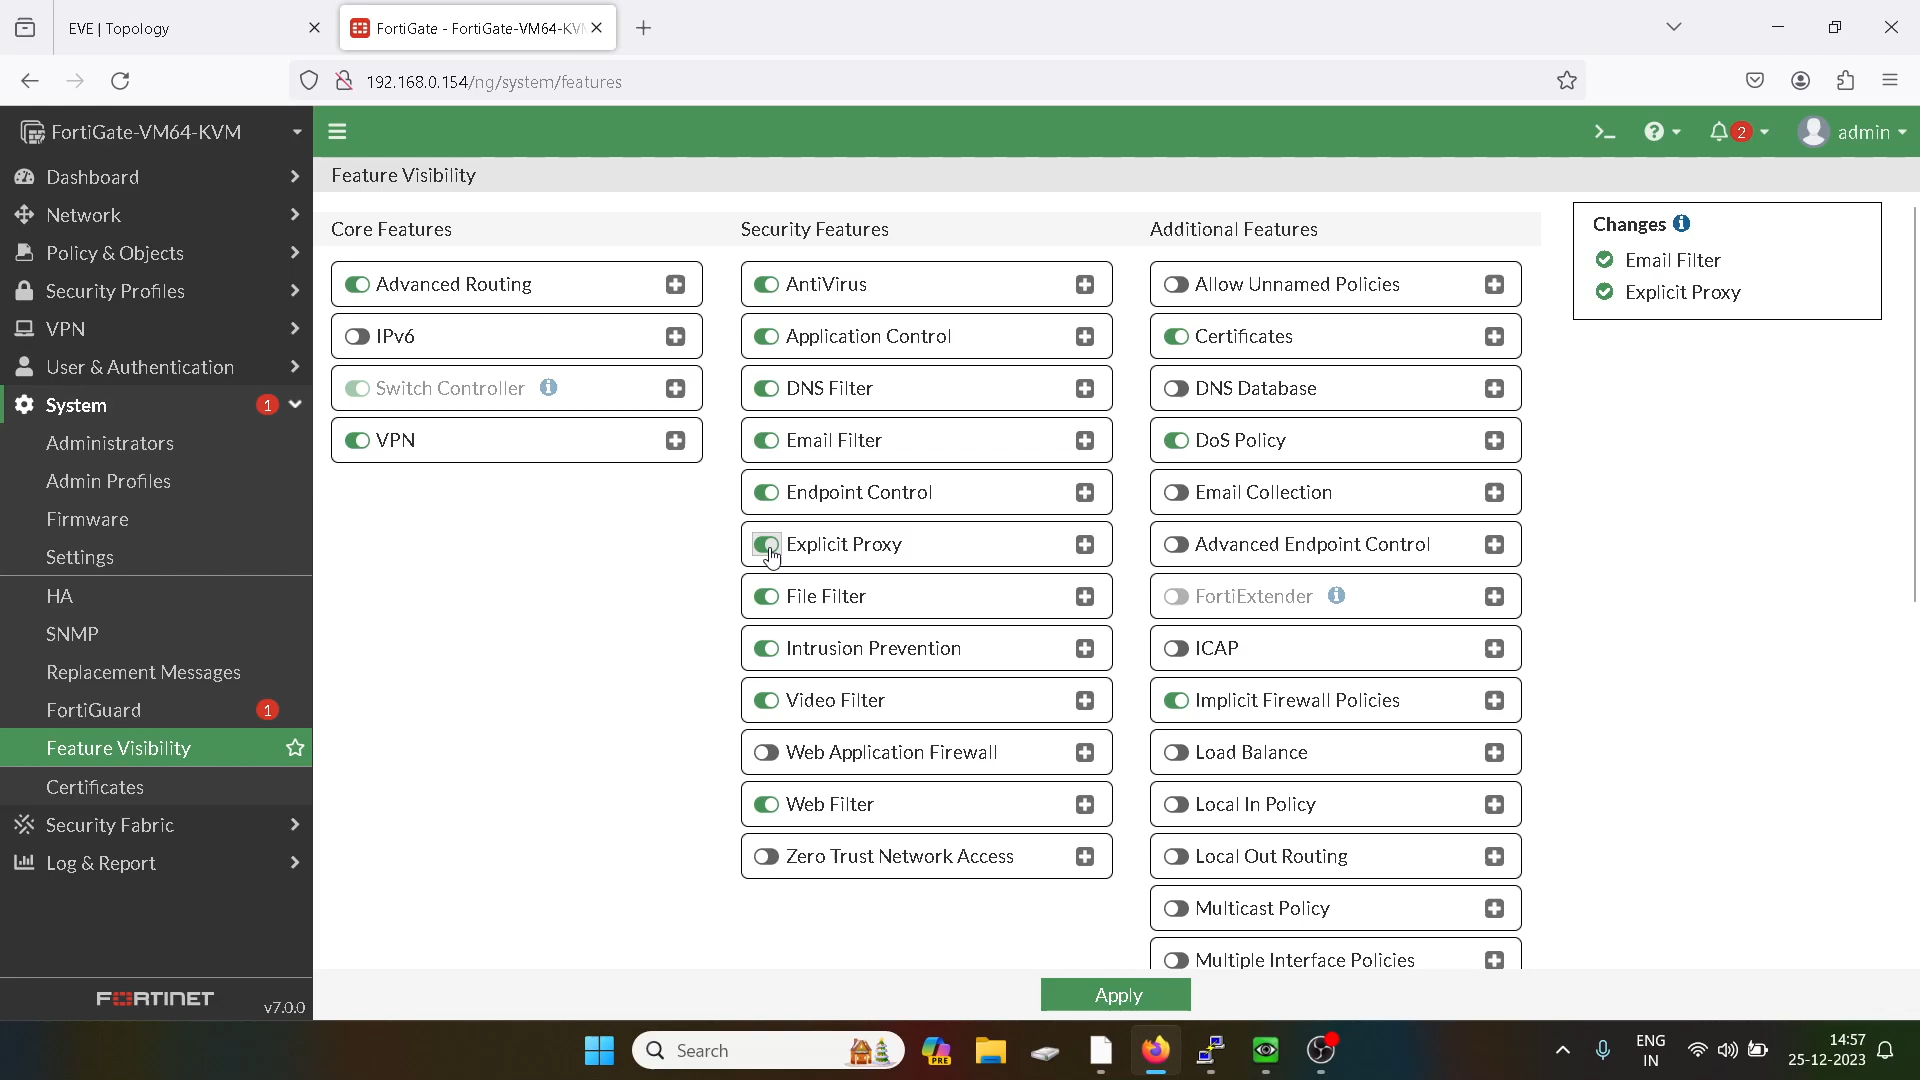 EVE | Topology
FortiGate - FortiGate-VM64-KV
192.168.0.154/ng/system/features
FortiGate-VM64-KVM
2
admin
Dashboard
Network
Policy & Objects
Security Profiles
VPN
User & Authentication
System
1
Administrators
Admin Profiles
Firmware
Settings
HA
SNMP
Replacement Messages
FortiGuard
1
Feature Visibility
Certificates
Security Fabric
Log & Report
FORTINET
v7.0.0
Feature Visibility
Core Features
Advanced Routing
IPv6
Switch Controller
VPN
Security Features
AntiVirus
Application Control
DNS Filter
Email Filter
Endpoint Control
Explicit Proxy
File Filter
Intrusion Prevention
Video Filter
Web Application Firewall
Web Filter
Zero Trust Network Access
Additional Features
Allow Unnamed Policies
Certificates
DNS Database
DoS Policy
Email Collection
Advanced Endpoint Control
FortiExtender
ICAP
Implicit Firewall Policies
Load Balance
Local In Policy
Local Out Routing
Multicast Policy
Multiple Interface Policies
Changes
Email Filter
Explicit Proxy
Apply
Search
PRE
ENG
IN
14:57
25-12-2023